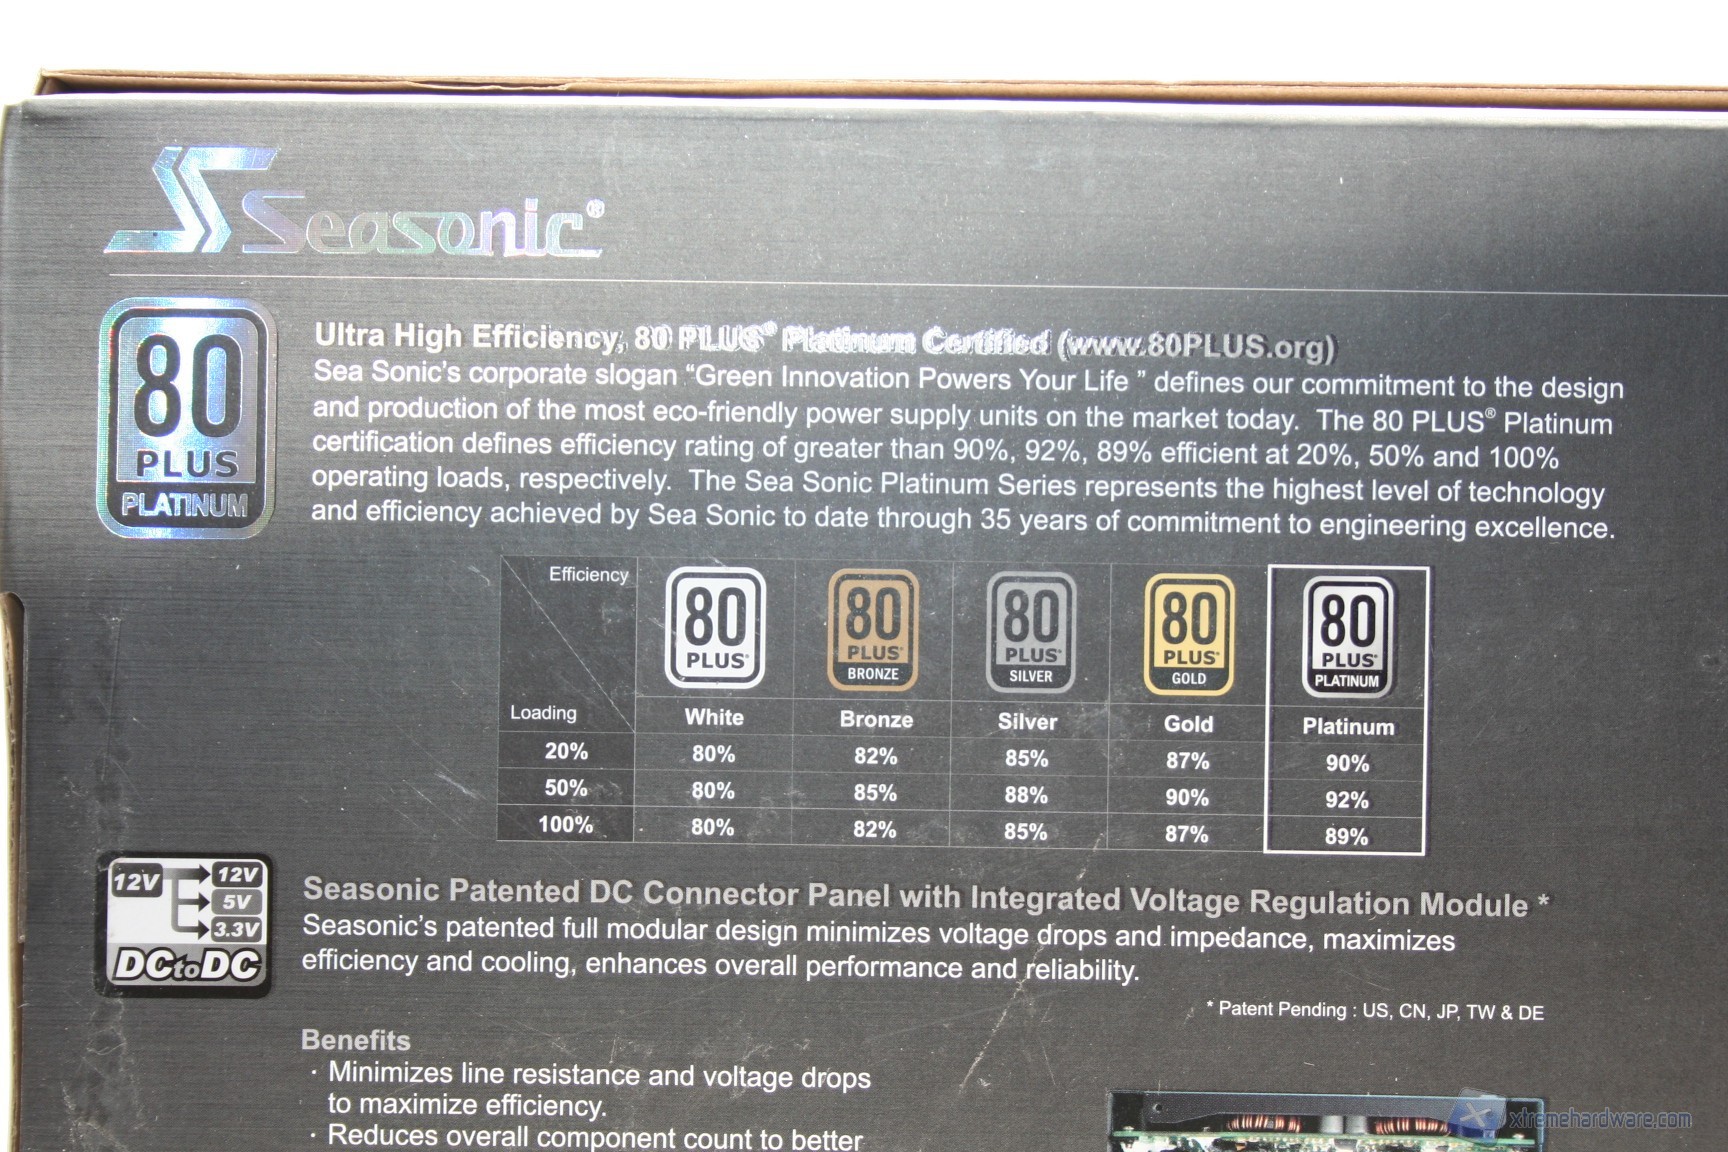 Seasonic®
80
PLUS
PLATINUM
Ultra High Efficiency, 80 PLUS® Platinum Certified (www.80PLUS.org)
Sea Sonic's corporate slogan “Green Innovation Powers Your Life ” defines our commitment to the design
and production of the most eco-friendly power supply units on the market today. The 80 PLUS® Platinum
certification defines efficiency rating of greater than 90%, 92%, 89% efficient at 20%, 50% and 100%
operating loads, respectively. The Sea Sonic Platinum Series represents the highest level of technology
and efficiency achieved by Sea Sonic to date through 35 years of commitment to engineering excellence.
Efficiency
80 80 80 80 80
PLUS® PLUS® PLUS® PLUS® PLUS®
BRONZE SILVER GOLD PLATINUM
Loading White Bronze Silver Gold Platinum
20% 80% 82% 85% 87% 90%
50% 80% 85% 88% 90% 92%
100% 80% 82% 85% 87% 89%
12V 12V
5V
3.3V
DCtoDC
Seasonic Patented DC Connector Panel with Integrated Voltage Regulation Module *
Seasonic's patented full modular design minimizes voltage drops and impedance, maximizes
efficiency and cooling, enhances overall performance and reliability.
* Patent Pending : US, CN, JP, TW & DE
Benefits
· Minimizes line resistance and voltage drops
to maximize efficiency.
· Reduces overall component count to better
xtremehardware.com